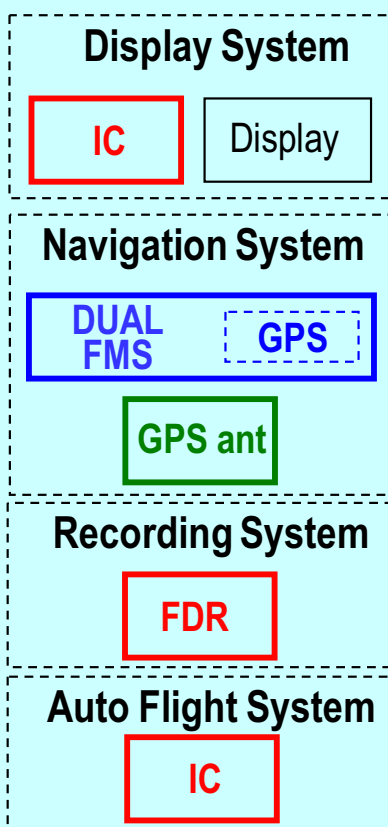 Display System
IC
Display
Navigation System
DUAL
FMS
GPS
GPS ant
Recording System
FDR
Auto Flight System
IC